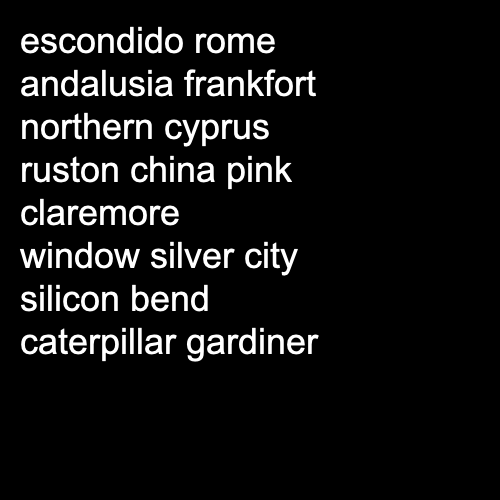 escondido rome
andalusia frankfort
northern cyprus
ruston china pink
claremore
window silver city
silicon bend
caterpillar gardiner